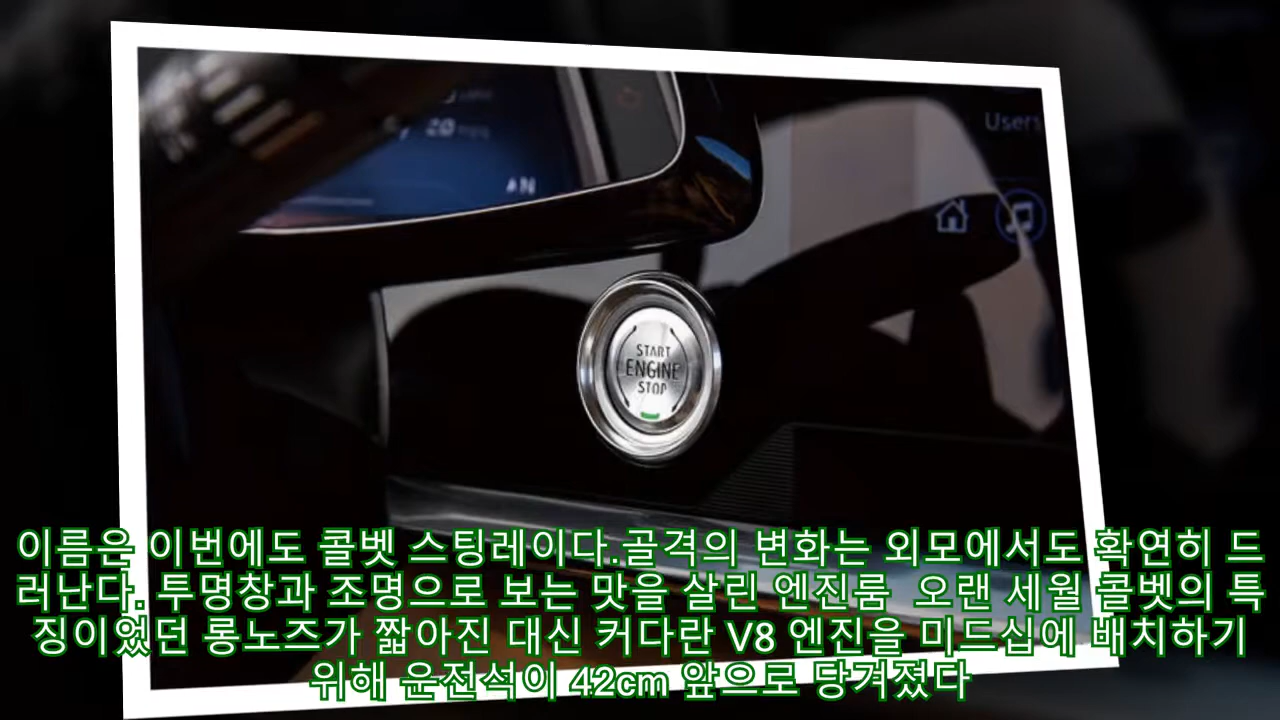 20
N
Users
START
ENGINE
STOP
이름은 이번에도 콜벳 스팅레이다.골격의 변화는 외모에서도 확연히 드
러난다. 투명창과 조명으로 보는 맛을 살린 엔진룸 오랜 세월 콜벳의 특
징이었던 롱노즈가 짧아진 대신 커다란 V8 엔진을 미드십에 배치하기
위해 운전석이 42cm 앞으로 당겨졌다